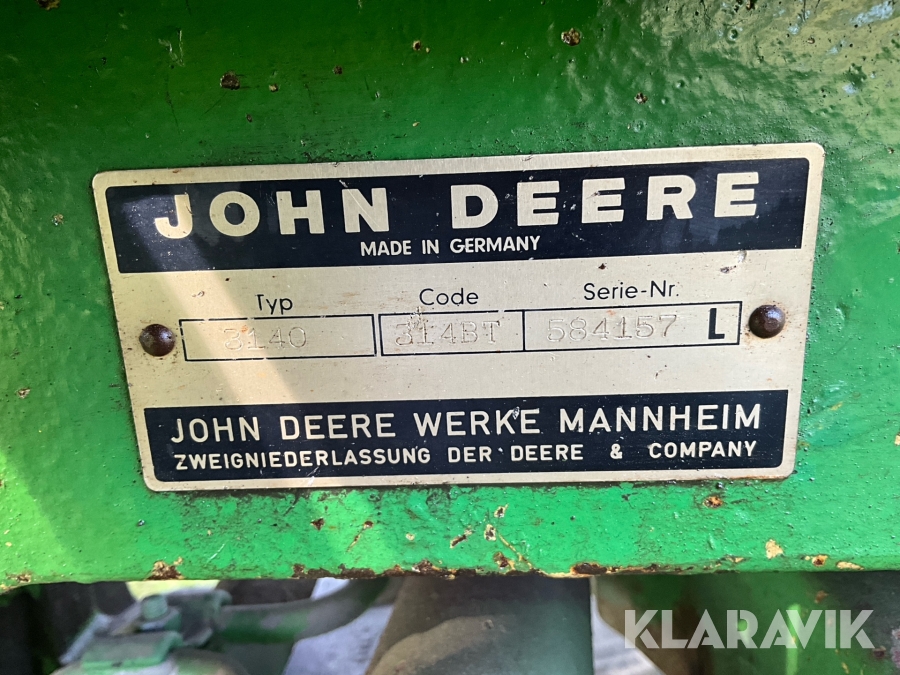 JOHN DEERE
MADE IN GERMANY
Typ Code Serie-Nr.
3140 314BT 584157 L
JOHN DEERE WERKE MANNHEIM
ZWEIGNIEDERLASSUNG DER DEERE & COMPANY
KLARAVIK